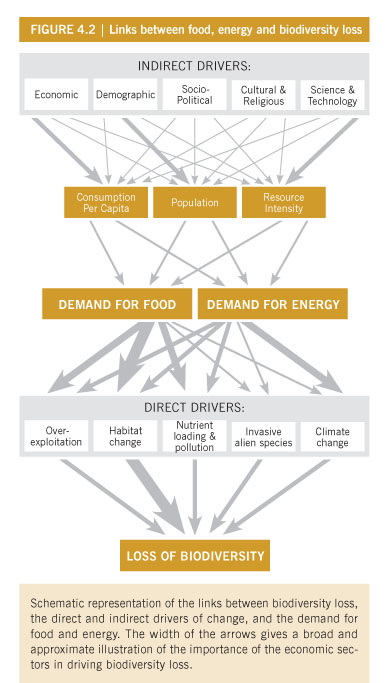 FIGURE 4.2 | Links between food, energy and biodiversity loss
INDIRECT DRIVERS:
Economic
Demographic
Socio-
Political
Cultural &
Religious
Science &
Technology
Consumption
Per Capita
Population
Resource
Intensity
DEMAND FOR FOOD
DEMAND FOR ENERGY
DIRECT DRIVERS:
Over-
exploitation
Habitat
change
Nutrient
loading &
pollution
Invasive
alien species
Climate
change
LOSS OF BIODIVERSITY
Schematic representation of the links between biodiversity loss,
the direct and indirect drivers of change, and the demand for
food and energy. The width of the arrows gives a broad and
approximate illustration of the importance of the economic sec-
tors in driving biodiversity loss.